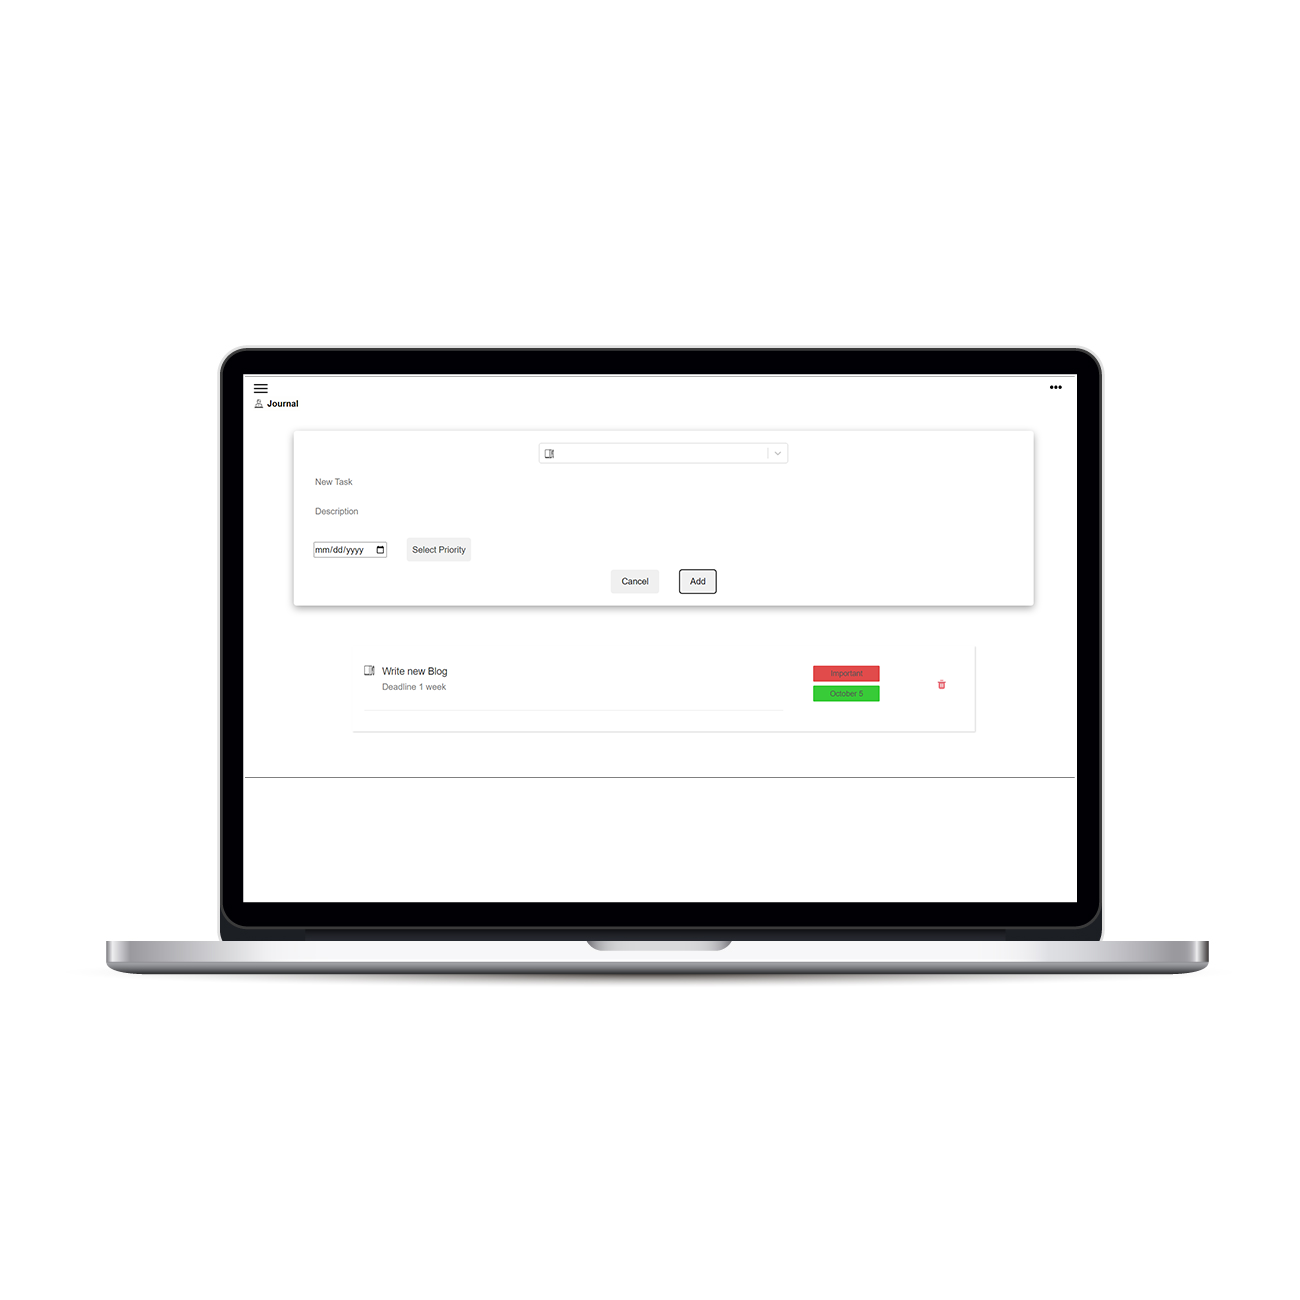 Journal
New Task
Description
mm/dd/yyyy Select Priority
Cancel Add
Write new Blog
Important
Deadline 1 week
October 5